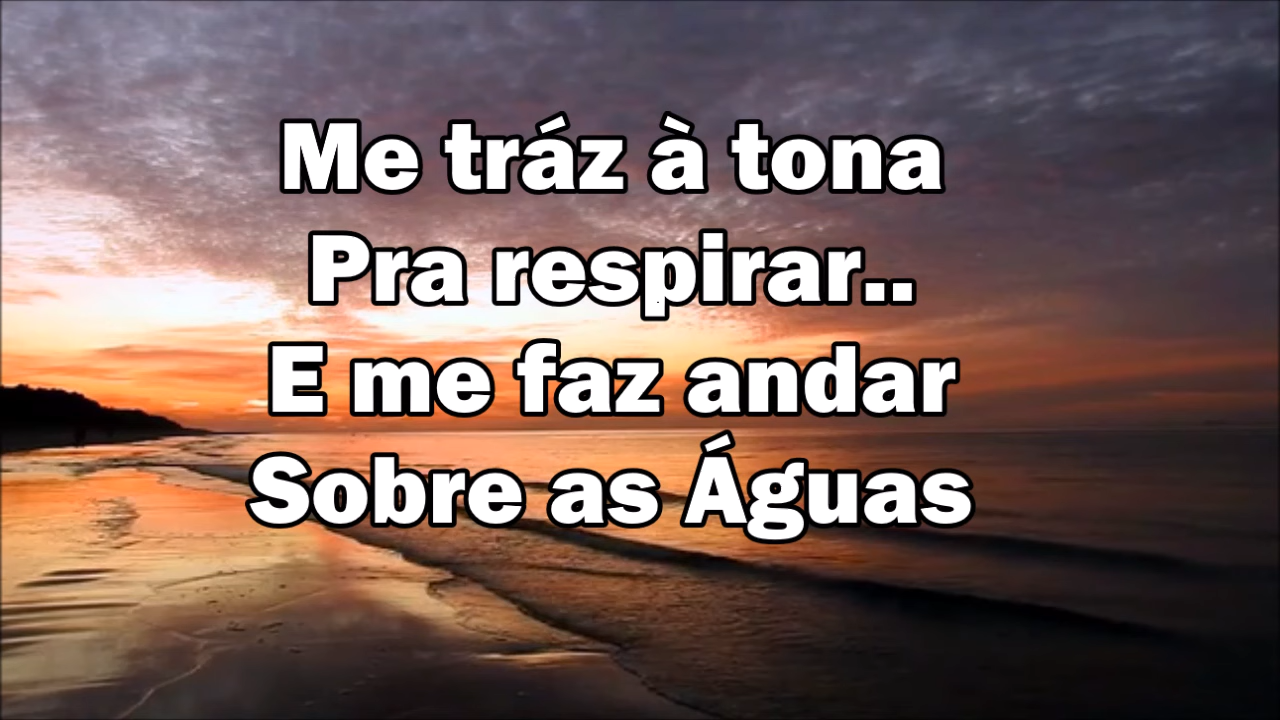 Me tráz à tona
Pra respirar..
E me faz andar
Sobre as Águas